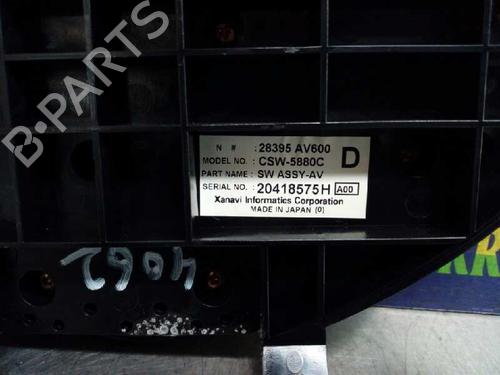 B-PARTS
N #: 28395 AV600
MODEL NO.: CSW-5880C D
PART NAME: SW ASSY-AV
SERIAL NO.: 20418575H A00
Xanavi Informatics Corporation
MADE IN JAPAN (0)
4062